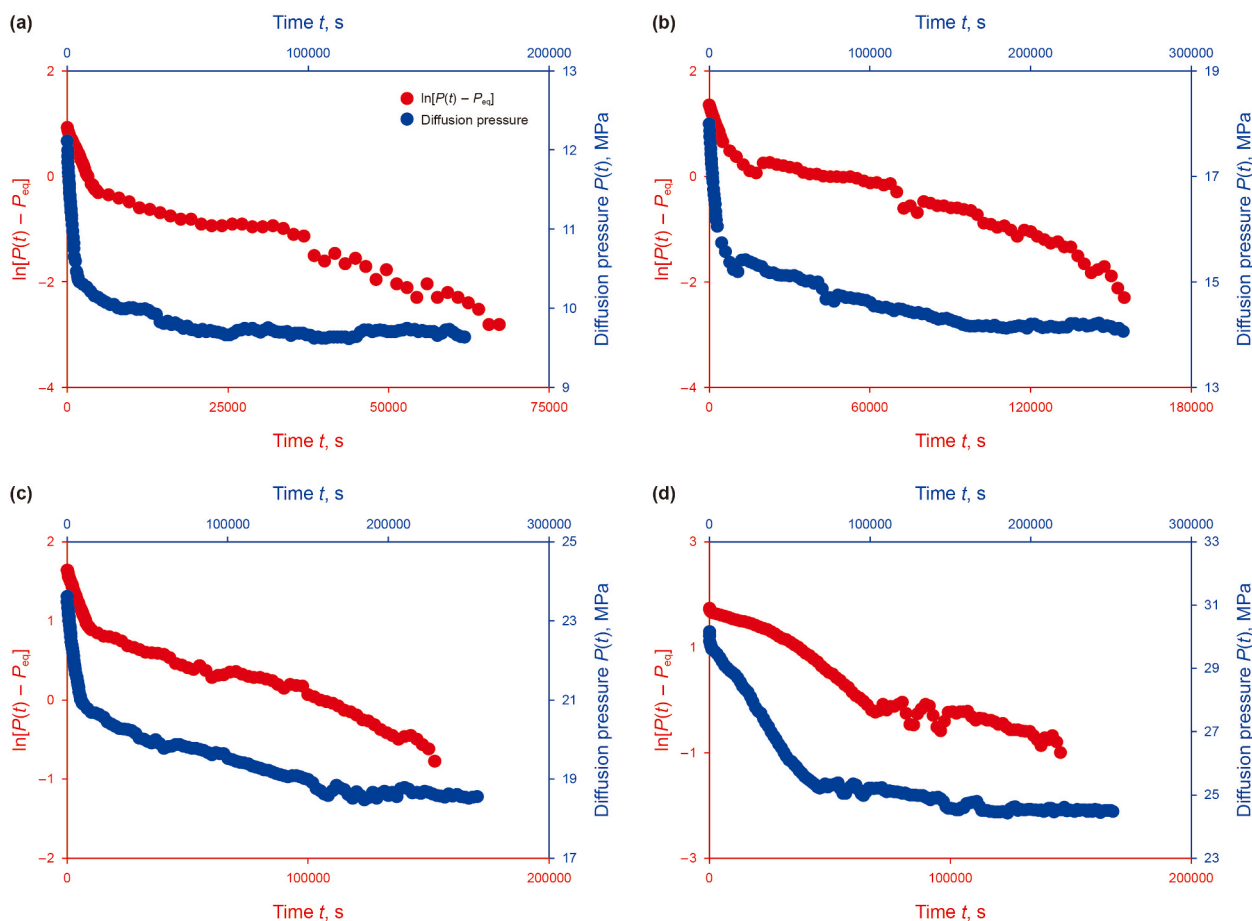 (a)
Time t, s
0 100000 200000
2 13
ln[P(t) – Peq]
Diffusion pressure
12
0
11
–2
10
–4 9
ln[P(t) – Peq]
Diffusion pressure P(t), MPa
0 25000 50000 75000
Time t, s
(b)
Time t, s
0 100000 200000 300000
2 19
0 17
–2 15
–4 13
ln[P(t) – Peq]
Diffusion pressure P(t), MPa
0 60000 120000 180000
Time t, s
(c)
Time t, s
0 100000 200000 300000
2 25
1 23
0 21
–1 19
–2 17
ln[P(t) – Peq]
Diffusion pressure P(t), MPa
0 100000 200000
Time t, s
(d)
Time t, s
0 100000 200000 300000
3 33
31
1
29
27
–1
25
–3 23
ln[P(t) – Peq]
Diffusion pressure P(t), MPa
0 100000 200000
Time t, s